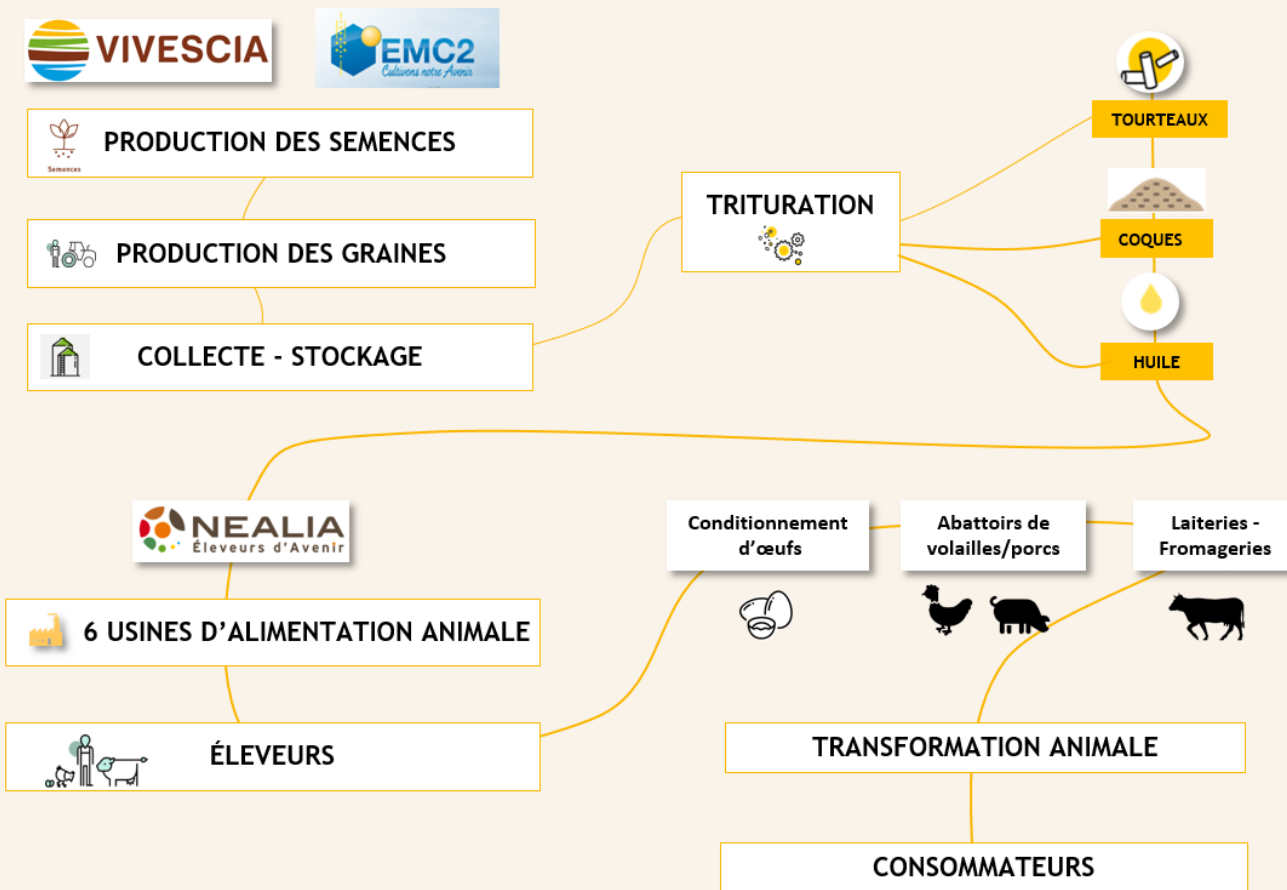 VIVESCIA
EMC2
Cultivons notre Avenir
PRODUCTION DES SEMENCES
Semences
PRODUCTION DES GRAINES
COLLECTE - STOCKAGE
TRITURATION
TOURTEAUX
COQUES
HUILE
NEALIA
Éleveurs d'Avenir
6 USINES D'ALIMENTATION ANIMALE
ÉLEVEURS
Conditionnement
d'œufs
Abattoirs de
volailles/porcs
Laiteries -
Fromageries
TRANSFORMATION ANIMALE
CONSOMMATEURS